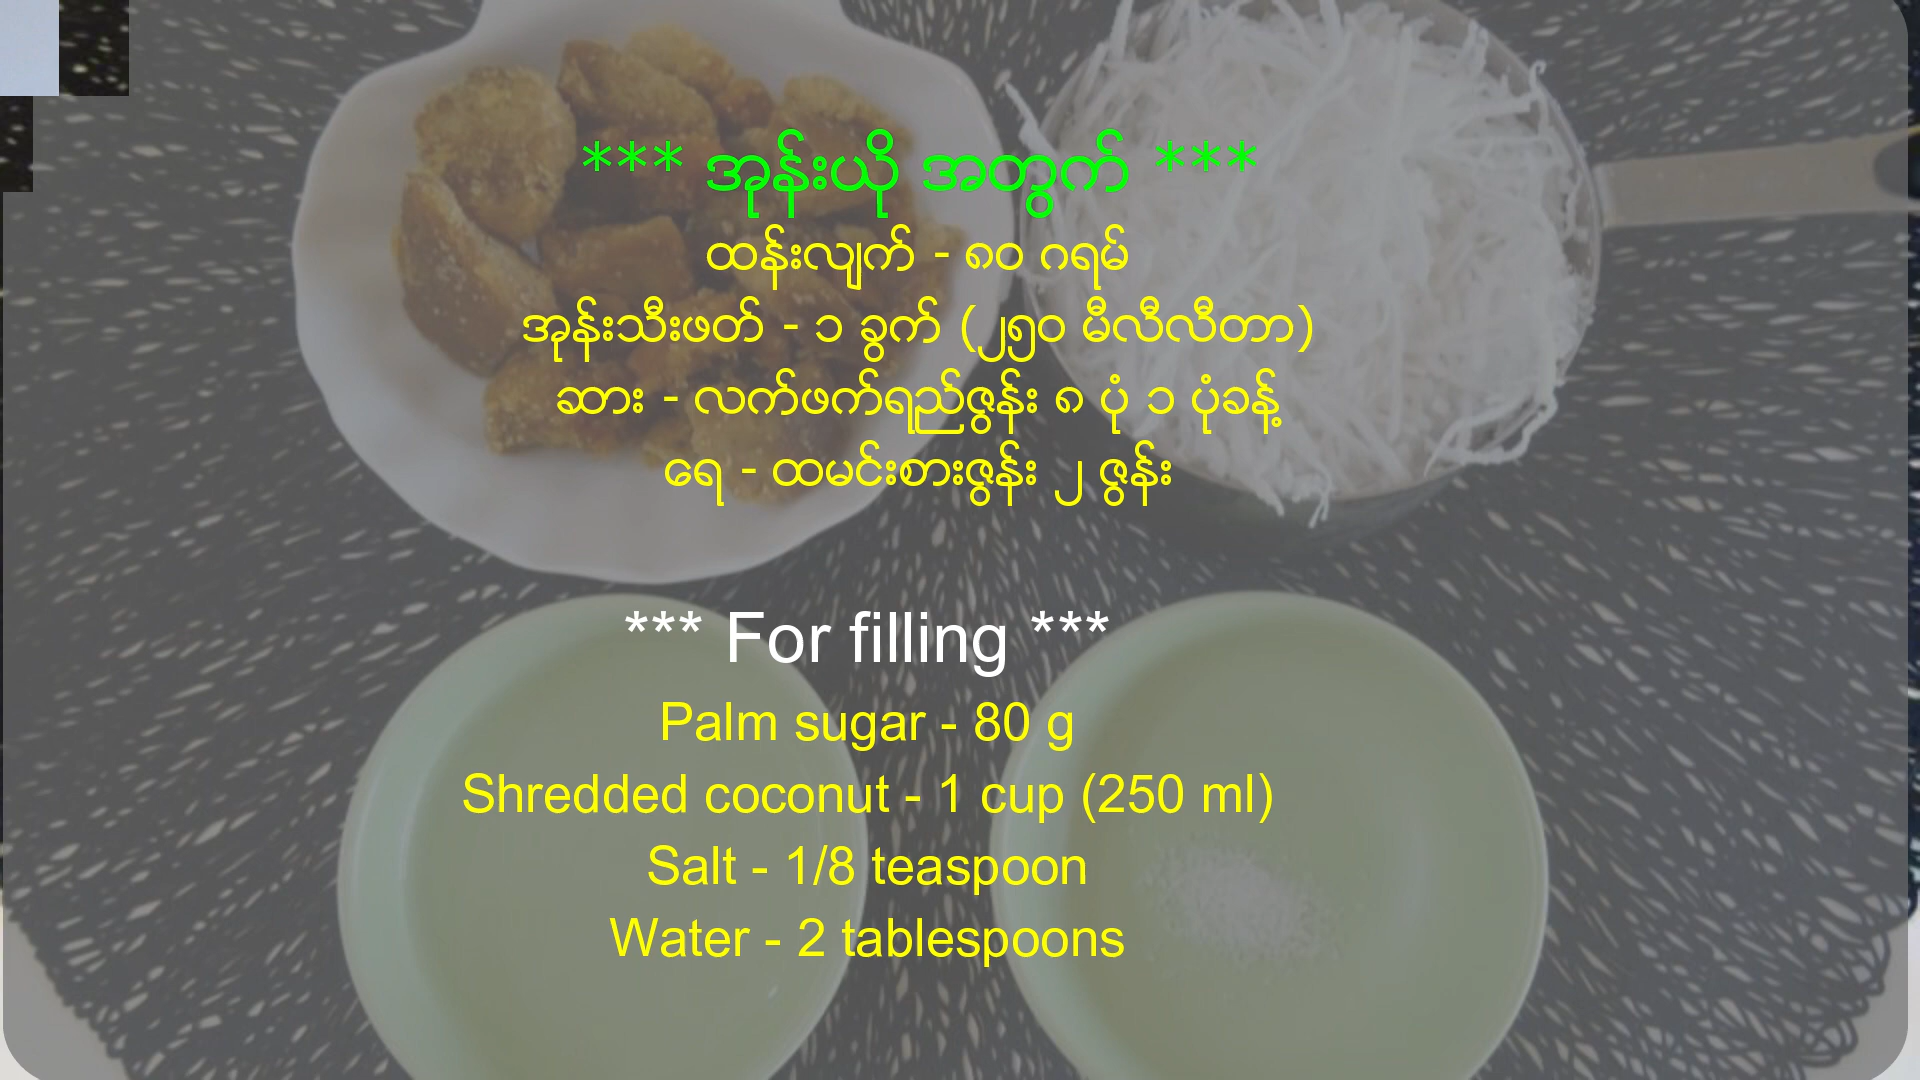 *** အုန်းယို အတွက် ***
ထန်းလျက် - ၈၀ ဂရမ်
အုန်းသီးဖတ် - ၁ ခွက် (၂၅၀ မီလီလီတာ)
ဆား - လက်ဖက်ရည်ဇွန်း ၈ ပုံ ၁ ပုံခန့်
ရေ - ထမင်းစားဇွန်း ၂ ဇွန်း
*** For filling ***
Palm sugar - 80 g
Shredded coconut - 1 cup (250 ml)
Salt - 1/8 teaspoon
Water - 2 tablespoons